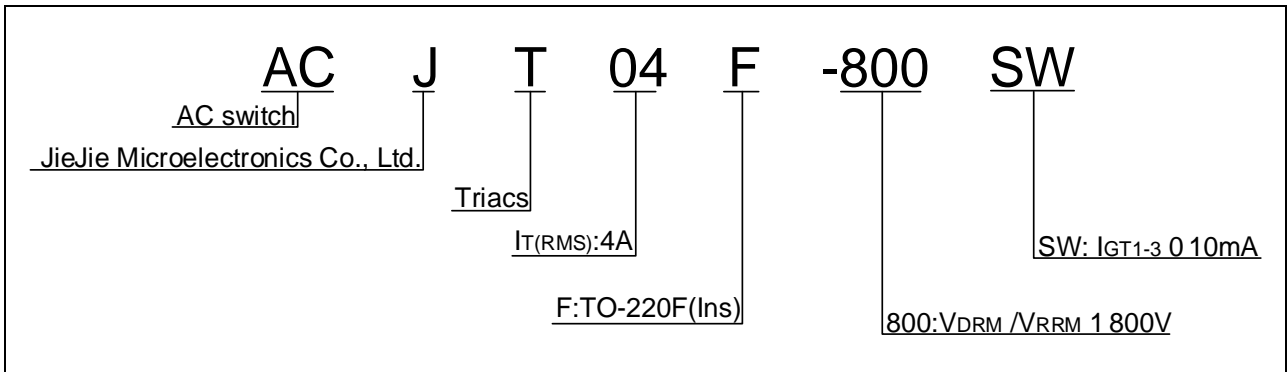 AC J T 04 F -800 SW
AC switch
JieJie Microelectronics Co., Ltd.
Triacs
IT(RMS):4A
SW: IGT1-3 0 10mA
F:TO-220F(Ins)
800:VDRM /VRRM 1 800V